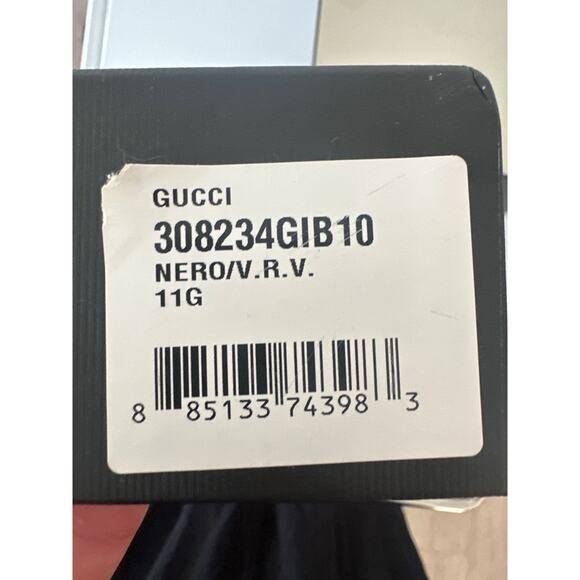 GUCCI
308234GIB10
NERO/V.R.V.
11G
8 85133 74398 3